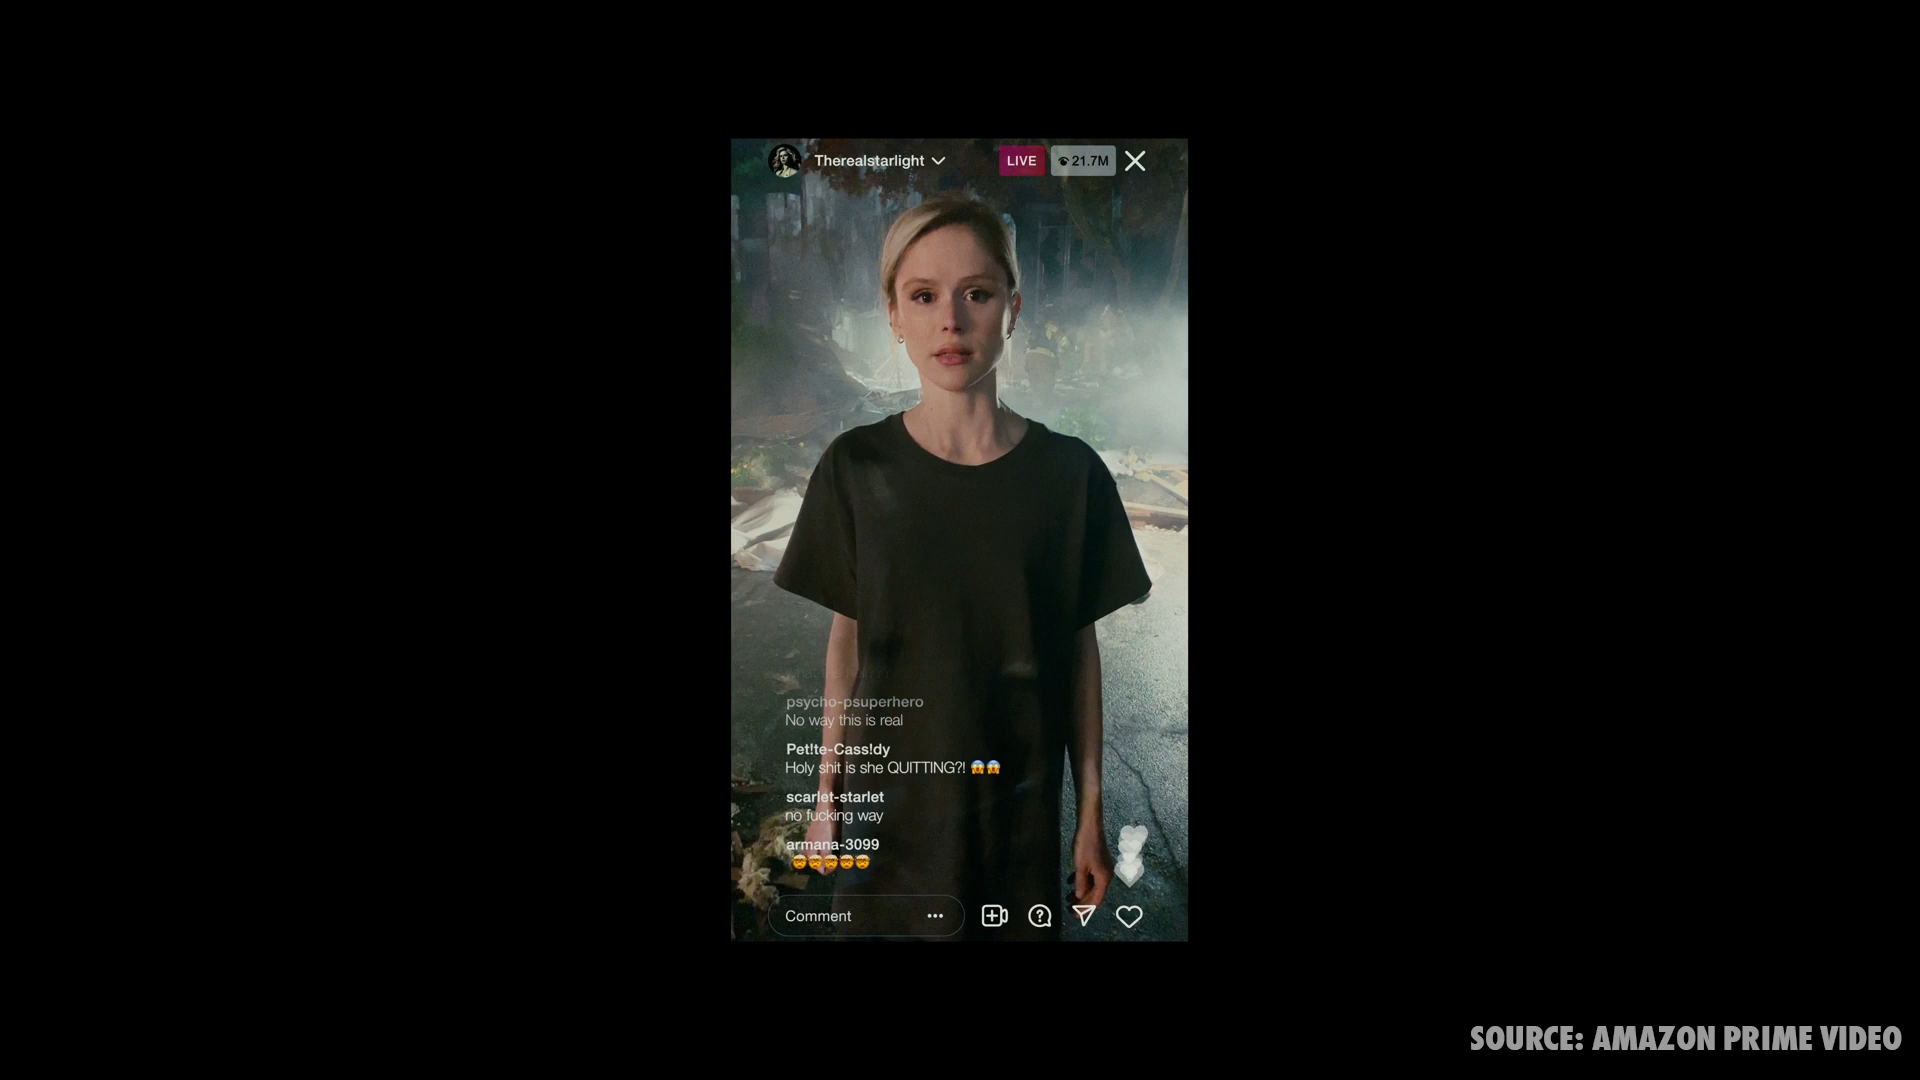 Therealstarlight
LIVE
21.7M
psycho-psuperhero
No way this is real
Pet!te-Cass!dy
Holy shit is she QUITTING?! 😱😱
scarlet-starlet
no fucking way
armana-3099
🤯🤯🤯🤯🤯
Comment
SOURCE: AMAZON PRIME VIDEO